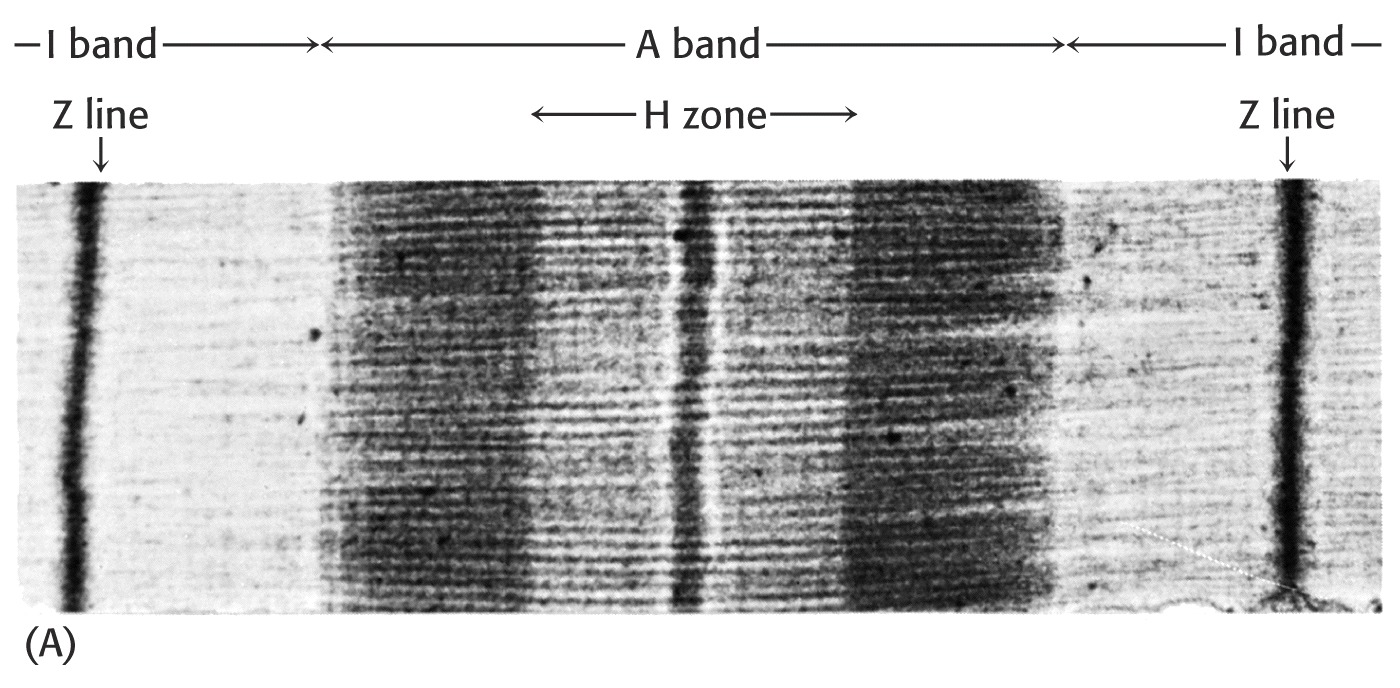 I band A band I band
Z line H zone Z line
(A)